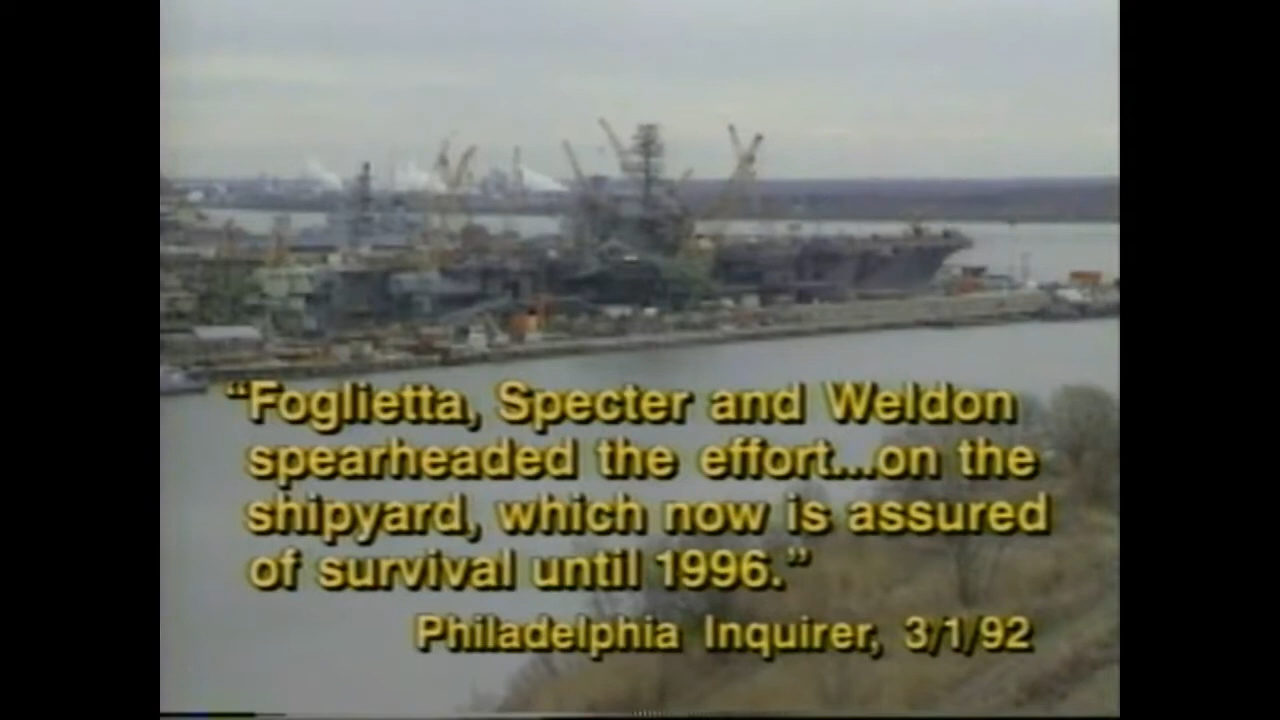 “Foglietta, Specter and Weldon
spearheaded the effort...on the
shipyard, which now is assured
of survival until 1996.”
Philadelphia Inquirer, 3/1/92